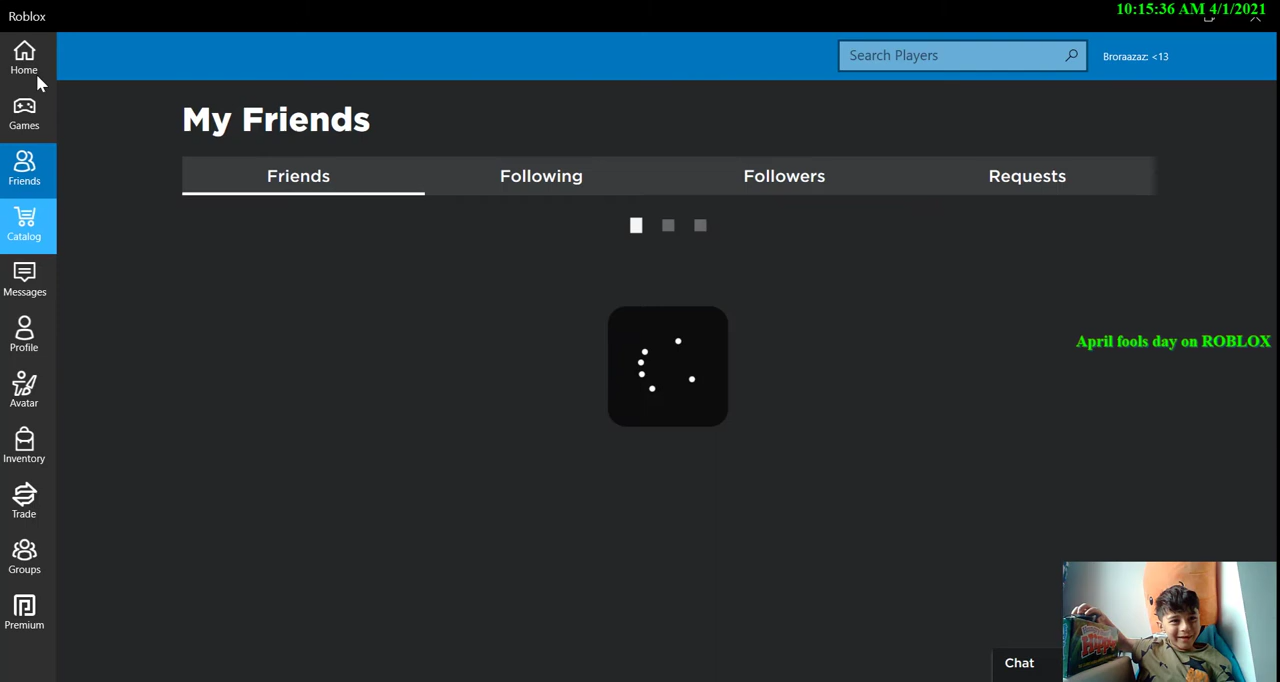 Roblox
10:15:36 AM 4/1/2021
Home
Search Players
Broraazaz: <13
Games
My Friends
Friends
Friends
Following
Followers
Requests
Catalog
Messages
Profile
April fools day on ROBLOX
Avatar
Inventory
Trade
Groups
Premium
Chat